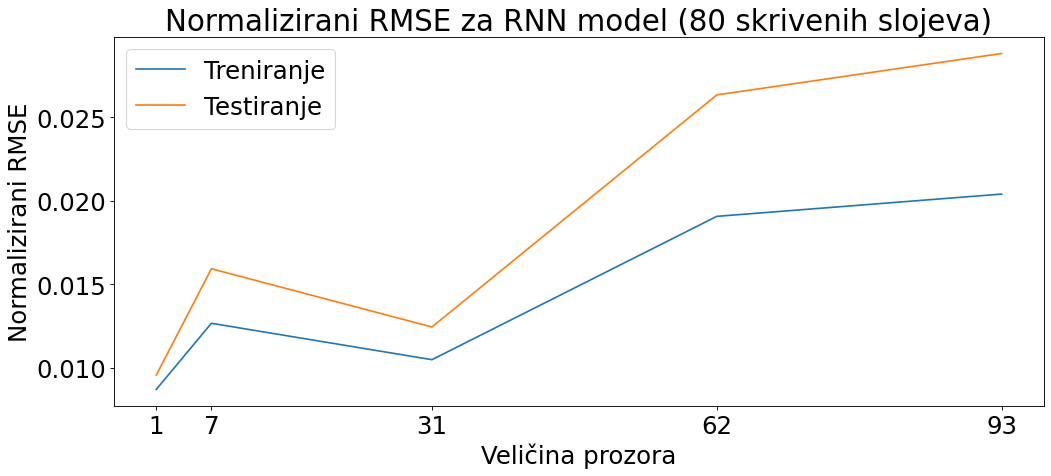 Normalizirani RMSE za RNN model (80 skrivenih slojeva)
Treniranje
Testiranje
Normalizirani RMSE
0.025
0.020
0.015
0.010
1 7 31 62 93
Veličina prozora